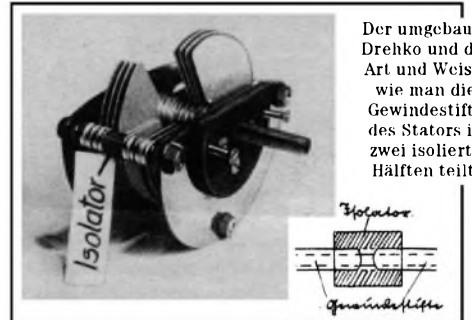 Der umgebau
Drehko und d
Art und Weis
wie man die
Gewindestift
des Stators i
zwei isoliert
Hälften teilt
Isolator
Isolator
Gewindestifte